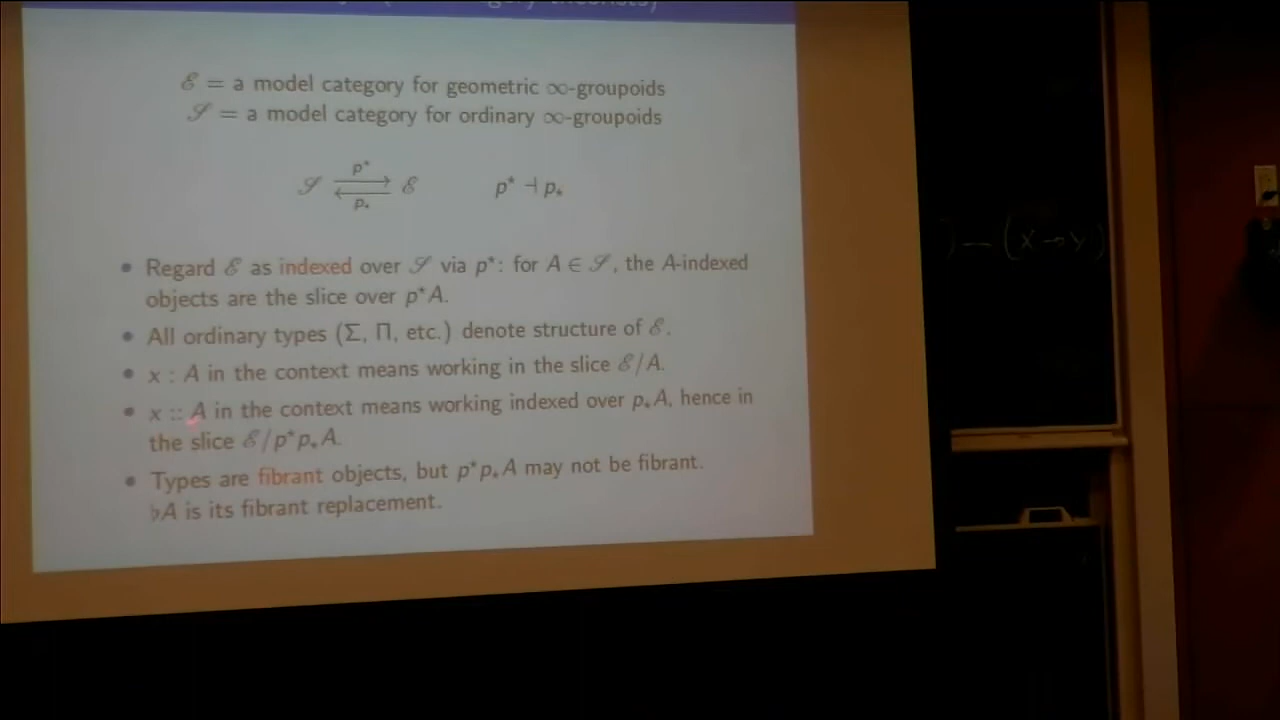 ℰ = a model category for geometric ∞-groupoids
𝒮 = a model category for ordinary ∞-groupoids
p*
𝒮 ⇄ ℰ p* ⊣ p∗
p∗
• Regard ℰ as indexed over 𝒮 via p*: for A ∈ 𝒮, the A-indexed
objects are the slice over p*A.
• All ordinary types (Σ, Π, etc.) denote structure of ℰ.
• x : A in the context means working in the slice ℰ/A.
• x :: A in the context means working indexed over p∗A, hence in
the slice ℰ/p*p∗A.
• Types are fibrant objects, but p*p∗A may not be fibrant.
♭A is its fibrant replacement.
(X→Y)